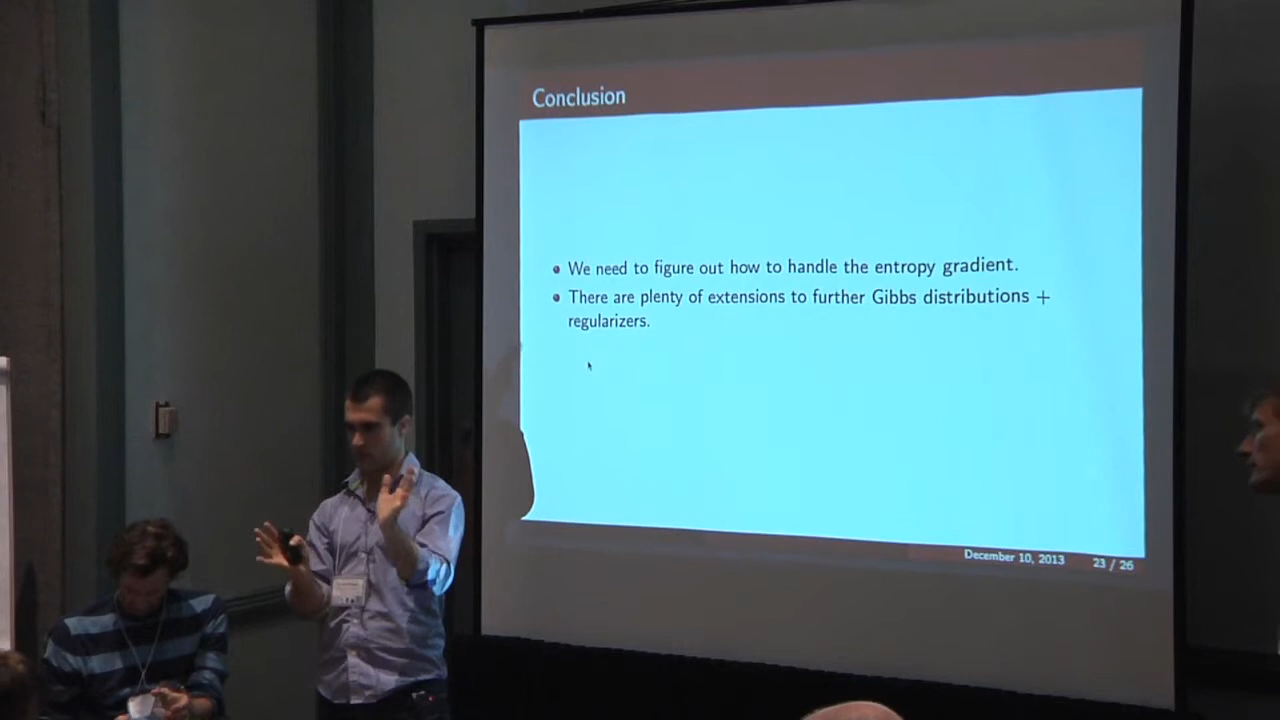 Conclusion
We need to figure out how to handle the entropy gradient.
There are plenty of extensions to further Gibbs distributions +
regularizers.
December 10, 2013 23 / 26